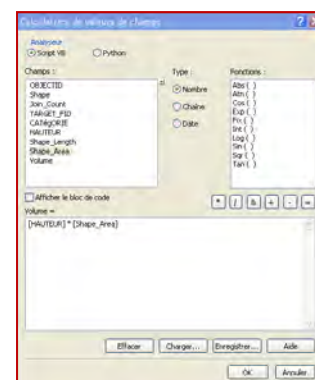 Calculatrice de valeurs de champs
Analyseur
Script VB Python
Champs : Type : Fonctions :
OBJECTID
Shape
Join_Count
TARGET_FID
CATéGORIE
HAUTEUR
Shape_Length
Shape_Area
Volume
Nombre
Chaîne
Date
Abs ( )
Atn ( )
Cos ( )
Exp ( )
Fix ( )
Int ( )
Log ( )
Sin ( )
Sqr ( )
Tan ( )
Afficher le bloc de code
* / & + - =
Volume =
[HAUTEUR] * [Shape_Area]
Effacer Charger... Enregistrer... Aide
OK Annuler